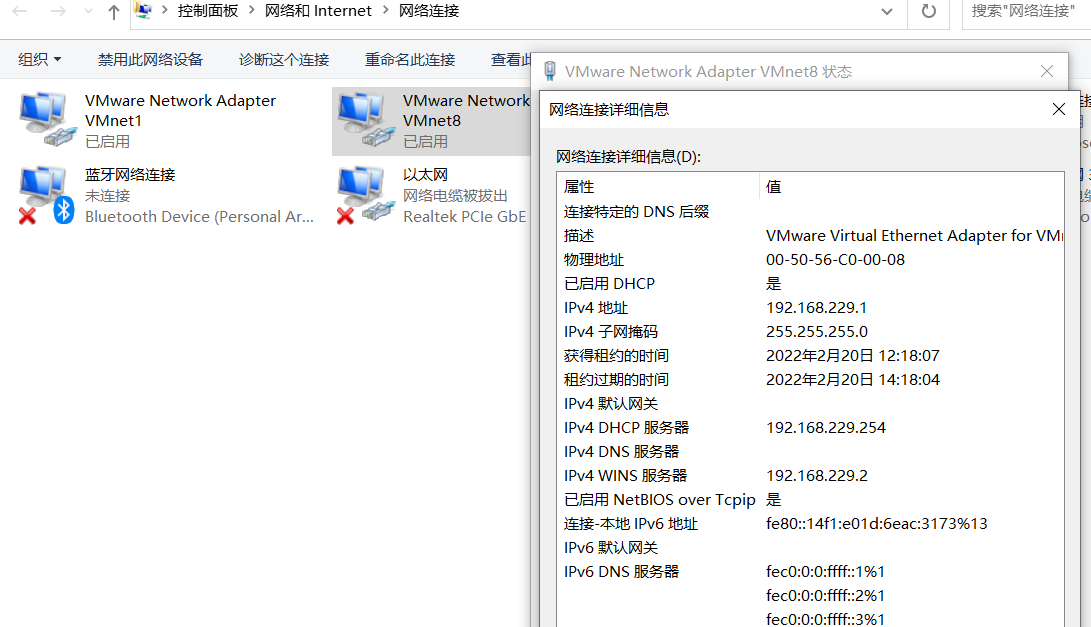 控制面板 > 网络和 Internet > 网络连接
搜索"网络连接"
组织 禁用此网络设备 诊断这个连接 重命名此连接 查看此
VMware Network Adapter
VMnet1
已启用
VMware Network
VMnet8
已启用
蓝牙网络连接
未连接
Bluetooth Device (Personal Ar...
以太网
网络电缆被拔出
Realtek PCIe GbE
VMware Network Adapter VMnet8 状态
网络连接详细信息
网络连接详细信息(D):
属性 值
连接特定的 DNS 后缀
描述 VMware Virtual Ethernet Adapter for VMn
物理地址 00-50-56-C0-00-08
已启用 DHCP 是
IPv4 地址 192.168.229.1
IPv4 子网掩码 255.255.255.0
获得租约的时间 2022年2月20日 12:18:07
租约过期的时间 2022年2月20日 14:18:04
IPv4 默认网关
IPv4 DHCP 服务器 192.168.229.254
IPv4 DNS 服务器
IPv4 WINS 服务器 192.168.229.2
已启用 NetBIOS over Tcpip 是
连接-本地 IPv6 地址 fe80::14f1:e01d:6eac:3173%13
IPv6 默认网关
IPv6 DNS 服务器 fec0:0:0:ffff::1%1
fec0:0:0:ffff::2%1
fec0:0:0:ffff::3%1